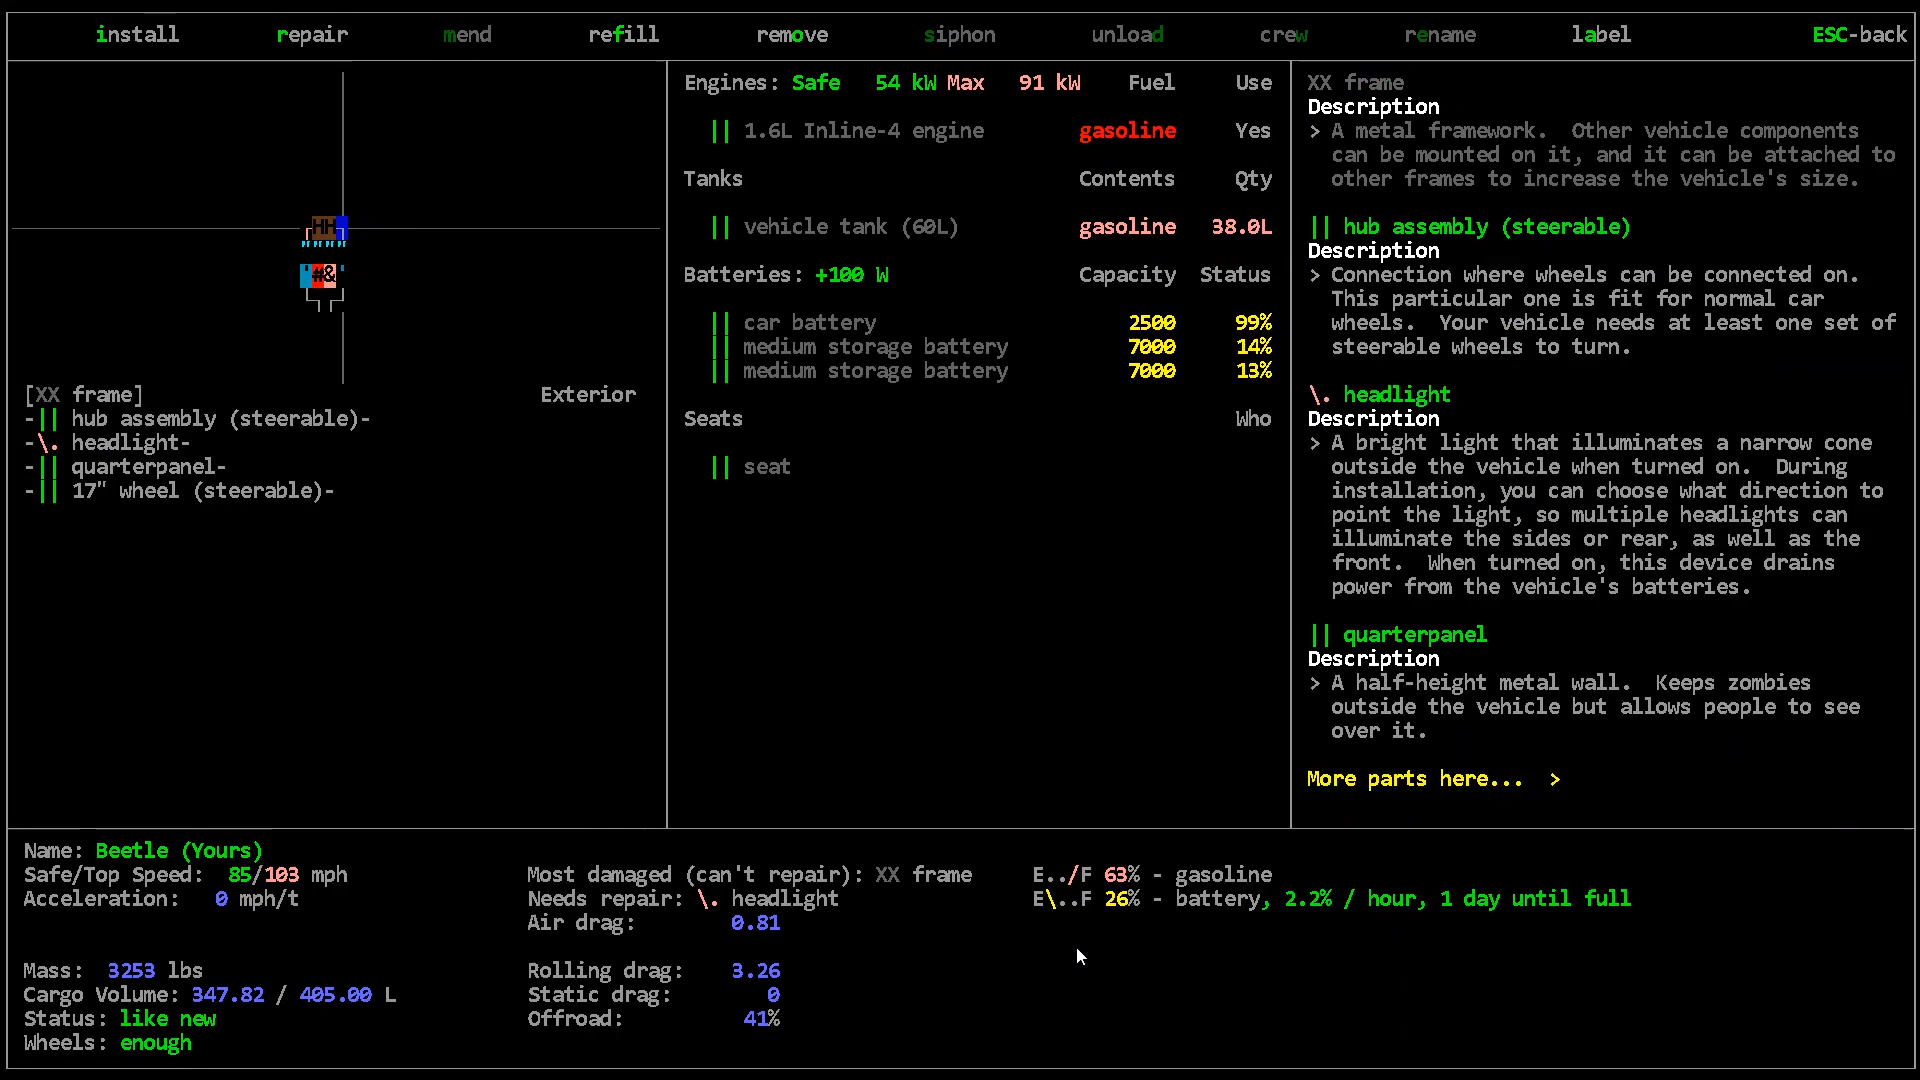 install repair mend refill remove siphon unload crew rename label ESC-back
[XX frame] Exterior
-|| hub assembly (steerable)-
-\. headlight-
-|| quarterpanel-
-|| 17" wheel (steerable)-
Engines: Safe 54 kW Max 91 kW Fuel Use
|| 1.6L Inline-4 engine gasoline Yes
Tanks Contents Qty
|| vehicle tank (60L) gasoline 38.0L
Batteries: +100 W Capacity Status
|| car battery 2500 99%
|| medium storage battery 7000 14%
|| medium storage battery 7000 13%
Seats Who
|| seat
XX frame
Description
> A metal framework.  Other vehicle components
can be mounted on it, and it can be attached to
other frames to increase the vehicle's size.
|| hub assembly (steerable)
Description
> Connection where wheels can be connected on.
This particular one is fit for normal car
wheels.  Your vehicle needs at least one set of
steerable wheels to turn.
\. headlight
Description
> A bright light that illuminates a narrow cone
outside the vehicle when turned on.  During
installation, you can choose what direction to
point the light, so multiple headlights can
illuminate the sides or rear, as well as the
front.  When turned on, this device drains
power from the vehicle's batteries.
|| quarterpanel
Description
> A half-height metal wall.  Keeps zombies
outside the vehicle but allows people to see
over it.
More parts here...  >
Name: Beetle (Yours)
Safe/Top Speed: 85/103 mph
Acceleration: 0 mph/t
Mass: 3253 lbs
Cargo Volume: 347.82 / 405.00 L
Status: like new
Wheels: enough
Most damaged (can't repair): XX frame
Needs repair: \. headlight
Air drag: 0.81
Rolling drag: 3.26
Static drag: 0
Offroad: 41%
E../F 63% - gasoline
E\..F 26% - battery, 2.2% / hour, 1 day until full